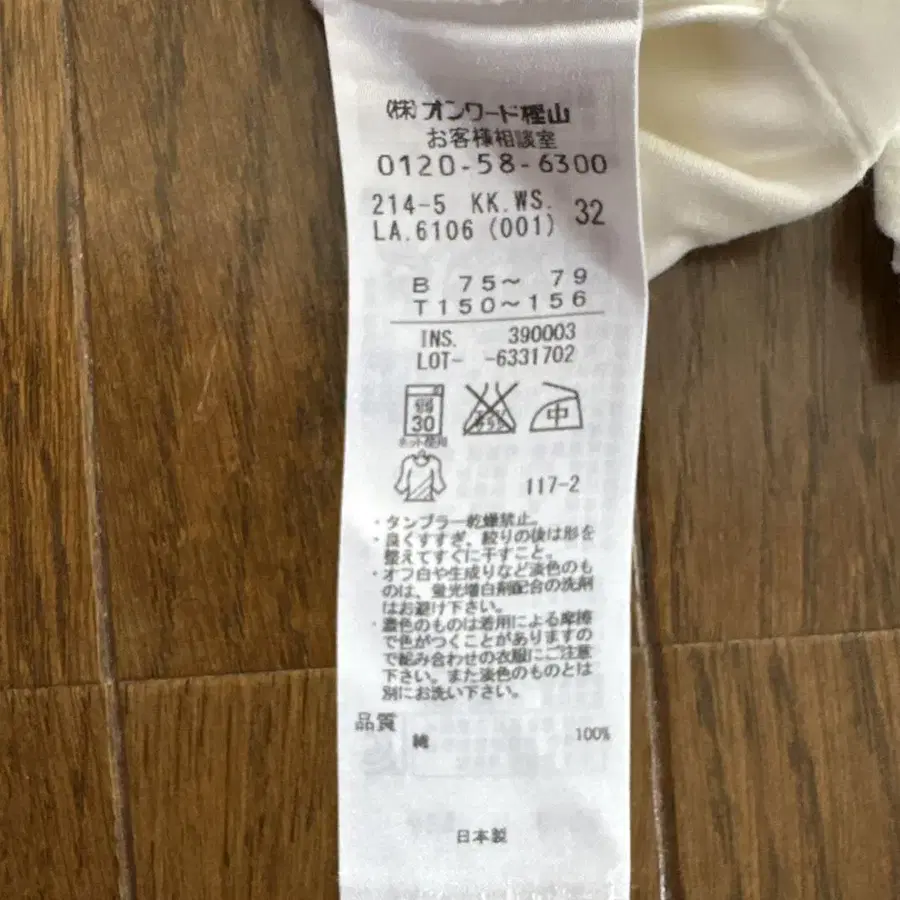 (株)オンワード樫山
お客様相談室
0120-58-6300
214-5 KK.WS. 32
LA.6106 (001)
B 75～ 79
T150～156
INS. 390003
LOT- -6331702
弱
30
ネット使用
中
117-2
・タンブラー乾燥禁止。
・良くすすぎ、絞りの後は形を
整えてすぐに干すこと。
・オフ白や生成りなど淡色のも
のは、蛍光増白剤配合の洗剤
はお避け下さい。
・濃色のものは着用による摩擦
で色がつくことがありますの
で組み合わせの衣服にご注意
下さい。また淡色のものとは
別にお洗い下さい。
品質
綿 100%
日本製